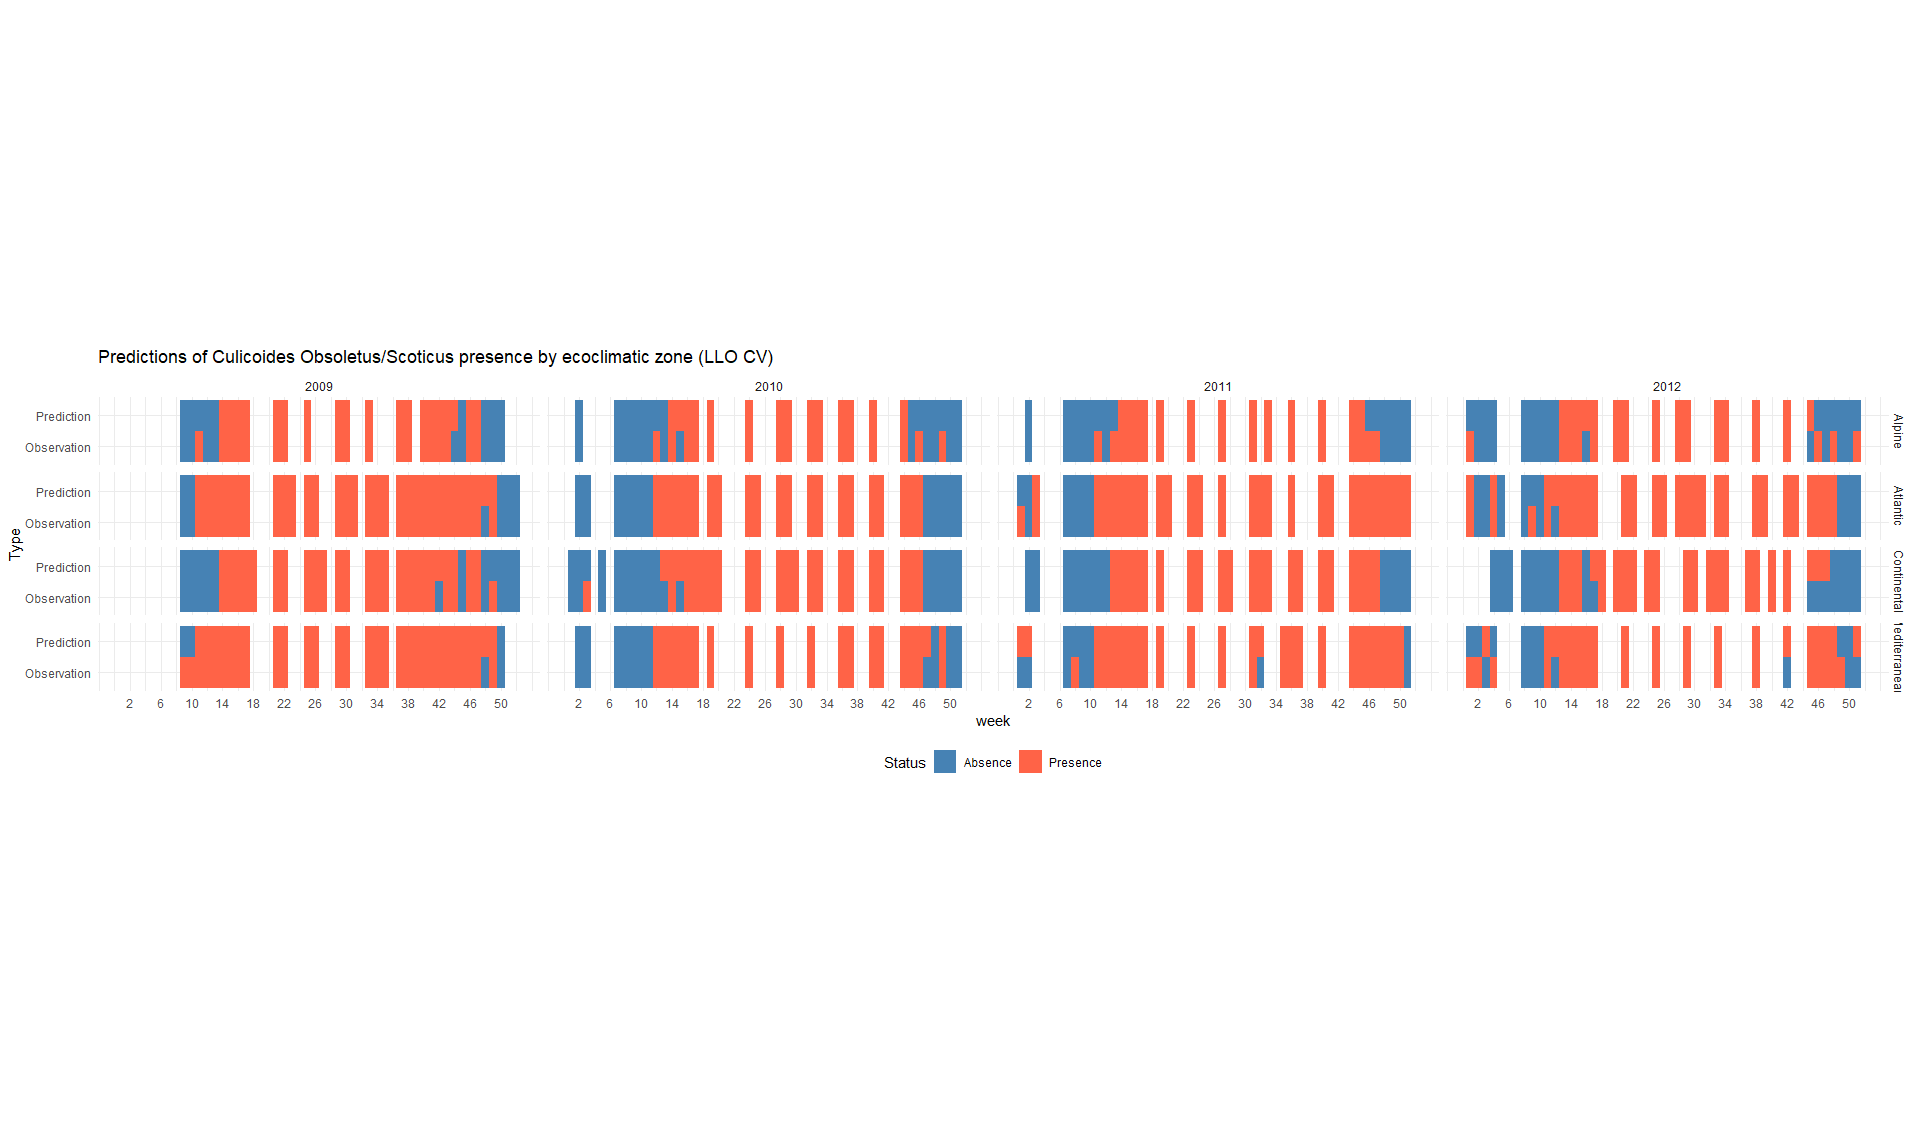 Predictions of Culicoides Obsoletus/Scoticus presence by ecoclimatic zone (LLO CV)
2009 2010 2011 2012
Prediction
Observation
Alpine
Prediction
Observation
Atlantic
Prediction
Observation
Continental
Prediction
Observation
Type
2 6 10 14 18 22 26 30 34 38 42 46 50 2 6 10 14 18 22 26 30 34 38 42 46 50 2 6 10 14 18 22 26 30 34 38 42 46 50 2 6 10 14 18 22 26 30 34 38 42 46 50
week
Status Absence Presence